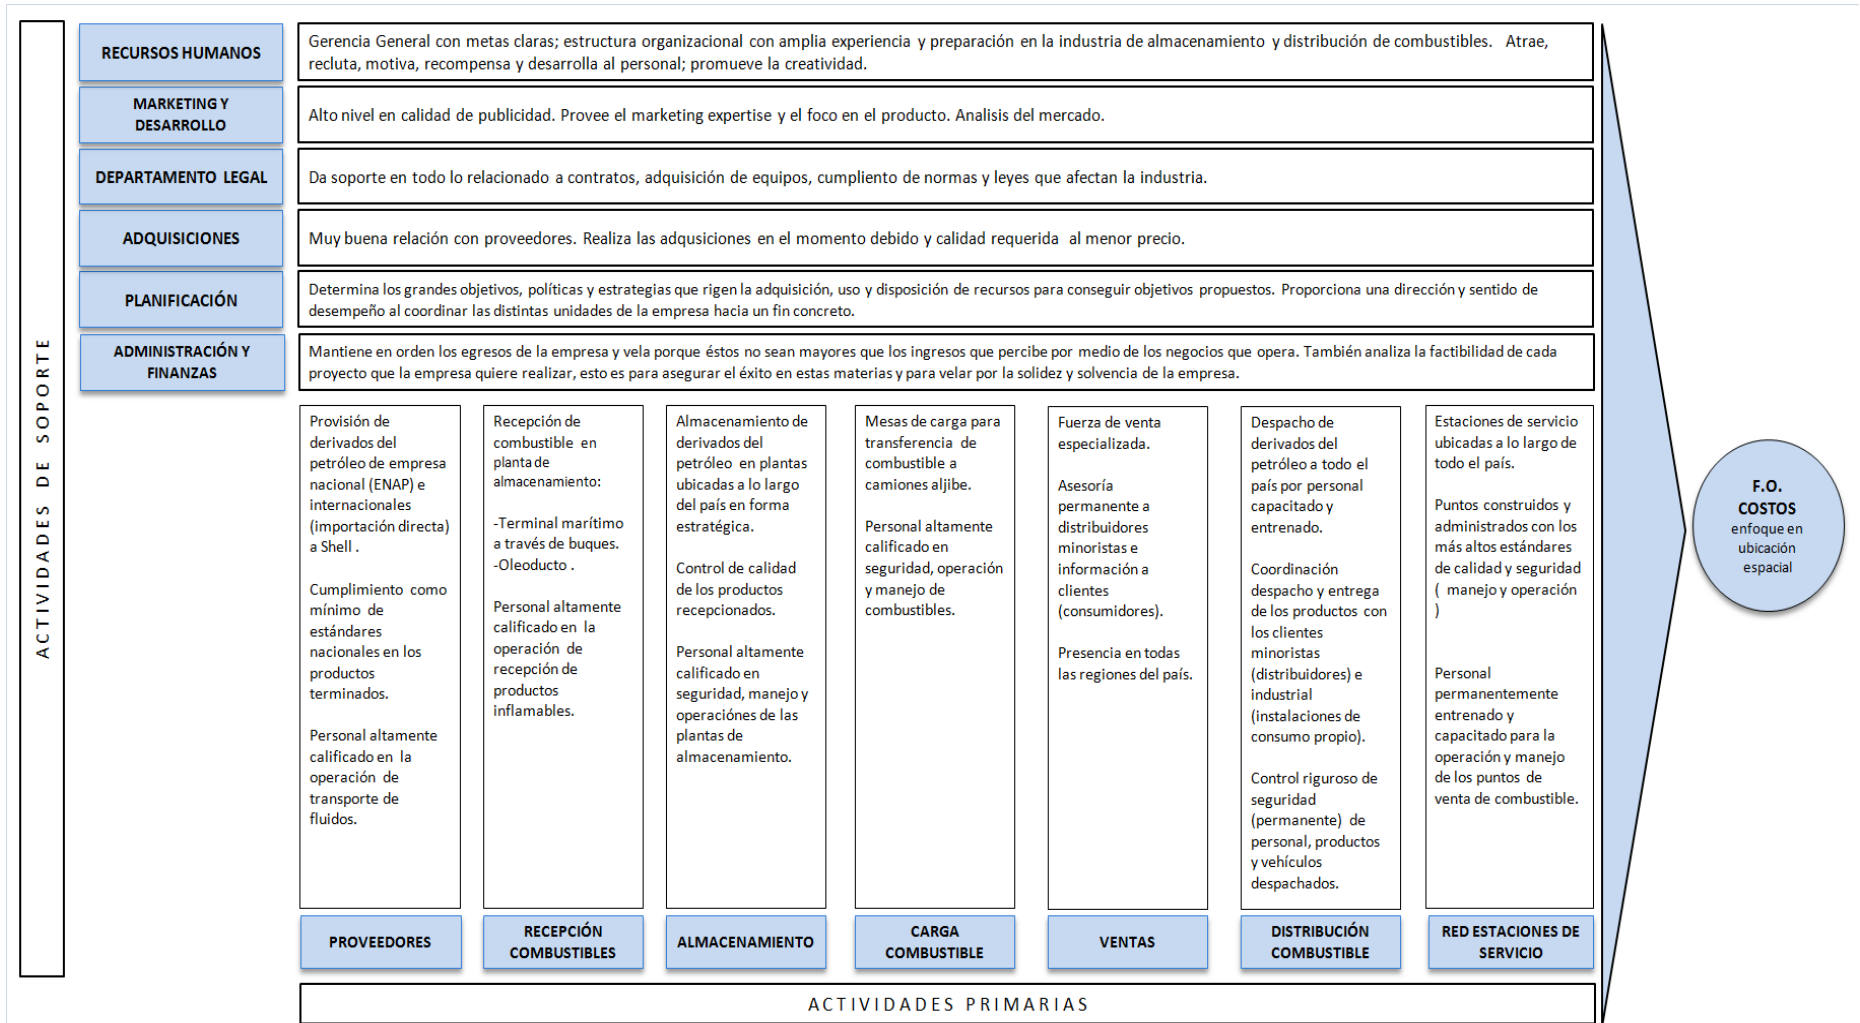 ACTIVIDADES DE SOPORTE
RECURSOS HUMANOS
Gerencia General con metas claras; estructura organizacional con amplia experiencia y preparación en la industria de almacenamiento y distribución de combustibles. Atrae,
recluta, motiva, recompensa y desarrolla al personal; promueve la creatividad.
MARKETING Y
DESARROLLO
Alto nivel en calidad de publicidad. Provee el marketing expertise y el foco en el producto. Analisis del mercado.
DEPARTAMENTO LEGAL
Da soporte en todo lo relacionado a contratos, adquisición de equipos, cumpliento de normas y leyes que afectan la industria.
ADQUISICIONES
Muy buena relación con proveedores. Realiza las adqusiciones en el momento debido y calidad requerida al menor precio.
PLANIFICACIÓN
Determina los grandes objetivos, políticas y estrategias que rigen la adquisición, uso y disposición de recursos para conseguir objetivos propuestos. Proporciona una dirección y sentido de
desempeño al coordinar las distintas unidades de la empresa hacia un fin concreto.
ADMINISTRACIÓN Y
FINANZAS
Mantiene en orden los egresos de la empresa y vela porque éstos no sean mayores que los ingresos que percibe por medio de los negocios que opera. También analiza la factibilidad de cada
proyecto que la empresa quiere realizar, esto es para asegurar el éxito en estas materias y para velar por la solidez y solvencia de la empresa.
Provisión de
derivados del
petróleo de empresa
nacional (ENAP) e
internacionales
(importación directa)
a Shell .
Cumplimiento como
mínimo de
estándares
nacionales en los
productos
terminados.
Personal altamente
calificado en la
operación de
transporte de
fluidos.
PROVEEDORES
Recepción de
combustible en
planta de
almacenamiento:
-Terminal marítimo
a través de buques.
-Oleoducto .
Personal altamente
calificado en la
operación de
recepción de
productos
inflamables.
RECEPCIÓN
COMBUSTIBLES
Almacenamiento de
derivados del
petróleo en plantas
ubicadas a lo largo
del país en forma
estratégica.
Control de calidad
de los productos
recepcionados.
Personal altamente
calificado en
seguridad, manejo y
operaciónes de las
plantas de
almacenamiento.
ALMACENAMIENTO
Mesas de carga para
transferencia de
combustible a
camiones aljibe.
Personal altamente
calificado en
seguridad, operación
y manejo de
combustibles.
CARGA
COMBUSTIBLE
Fuerza de venta
especializada.
Asesoría
permanente a
distribuidores
minoristas e
información a
clientes
(consumidores).
Presencia en todas
las regiones del país.
VENTAS
Despacho de
derivados del
petróleo a todo el
país por personal
capacitado y
entrenado.
Coordinación
despacho y entrega
de los productos con
los clientes
minoristas
(distribuidores) e
industrial
(instalaciones de
consumo propio).
Control riguroso de
seguridad
(permanente) de
personal, productos
y vehículos
despachados.
DISTRIBUCIÓN
COMBUSTIBLE
Estaciones de servicio
ubicadas a lo largo de
todo el país.
Puntos construidos y
administrados con los
más altos estándares
de calidad y seguridad
( manejo y operación
)
Personal
permanentemente
entrenado y
capacitado para la
operación y manejo
de los puntos de
venta de combustible.
RED ESTACIONES DE
SERVICIO
ACTIVIDADES PRIMARIAS
F.O.
COSTOS
enfoque en
ubicación
espacial